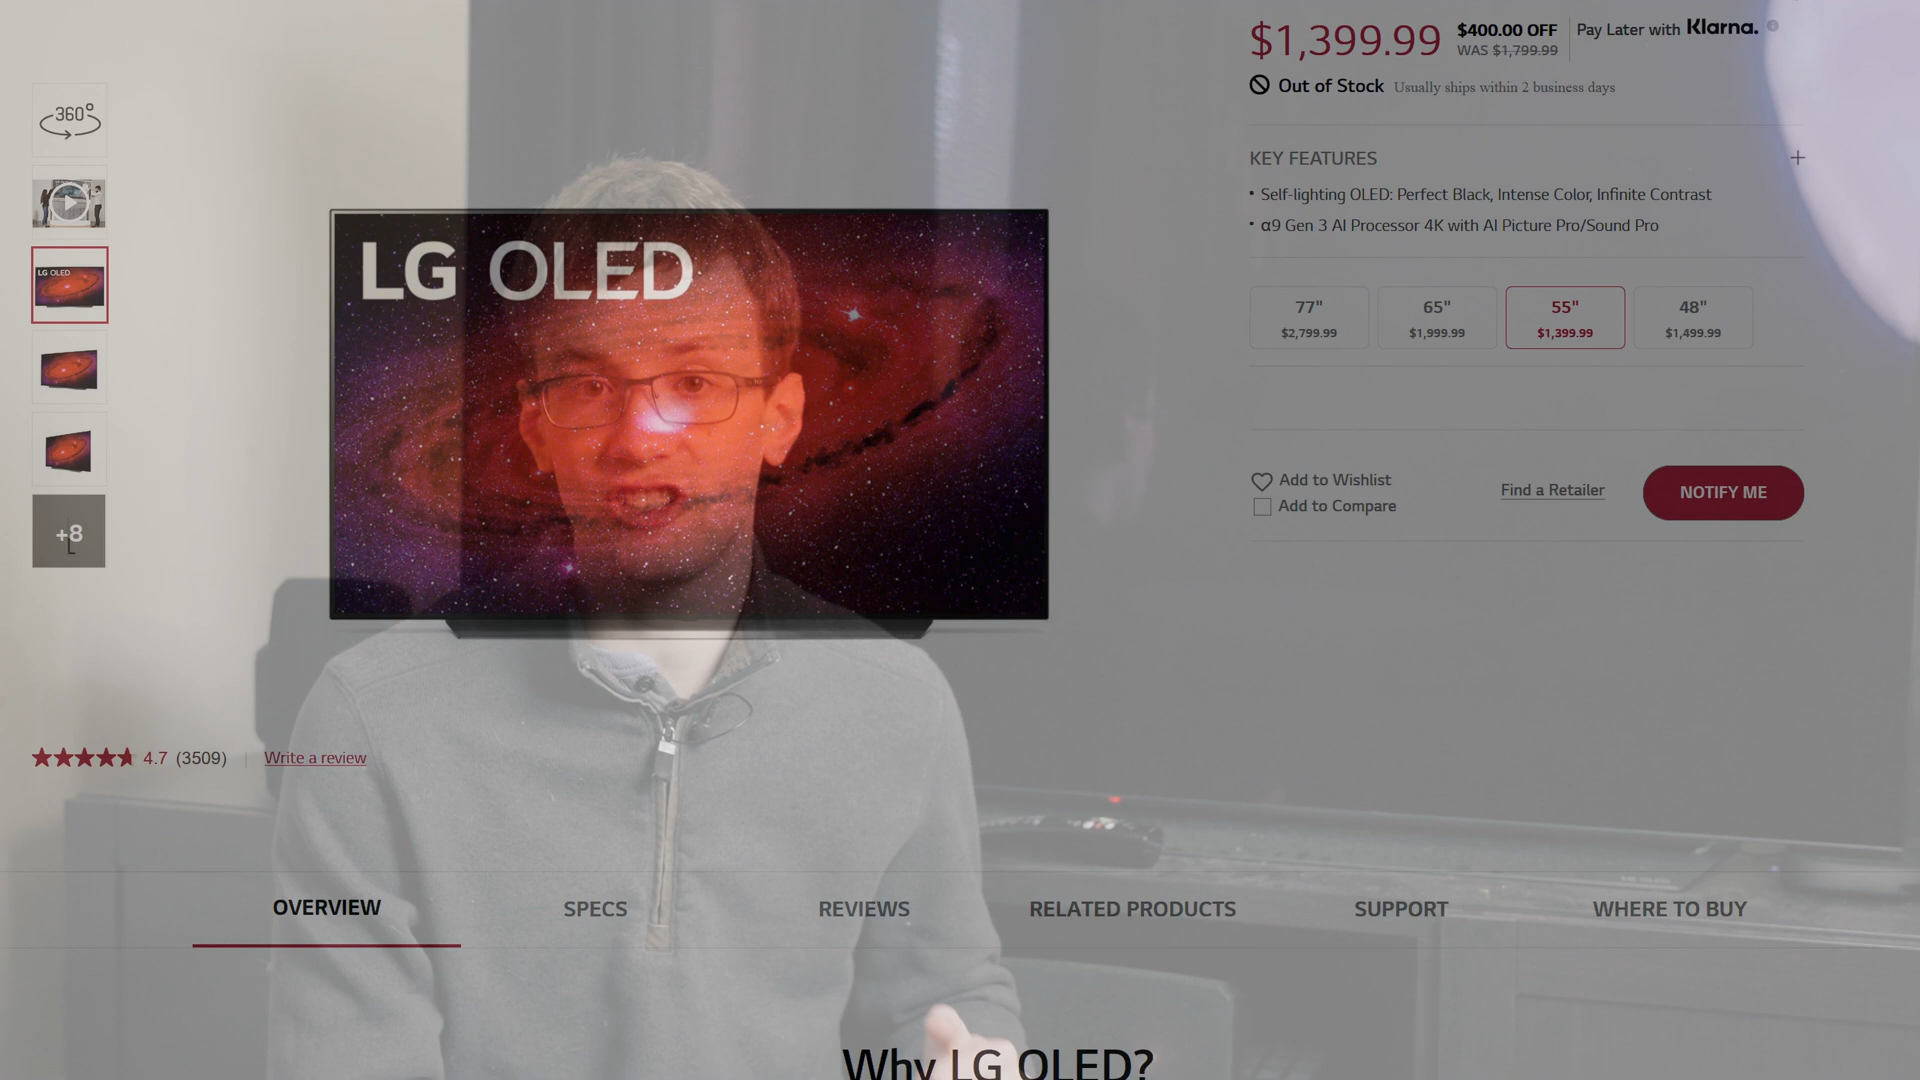 $1,399.99
$400.00 OFF
WAS $1,799.99
Pay Later with Klarna.
Out of Stock Usually ships within 2 business days
360°
KEY FEATURES
• Self-lighting OLED: Perfect Black, Intense Color, Infinite Contrast
• α9 Gen 3 AI Processor 4K with AI Picture Pro/Sound Pro
LG OLED
LG OLED
77" 65" 55" 48"
$2,799.99 $1,999.99 $1,399.99 $1,499.99
Add to Wishlist
Add to Compare
Find a Retailer
NOTIFY ME
+8
4.7 (3509) | Write a review
OVERVIEW SPECS REVIEWS RELATED PRODUCTS SUPPORT WHERE TO BUY
Why LG OLED?